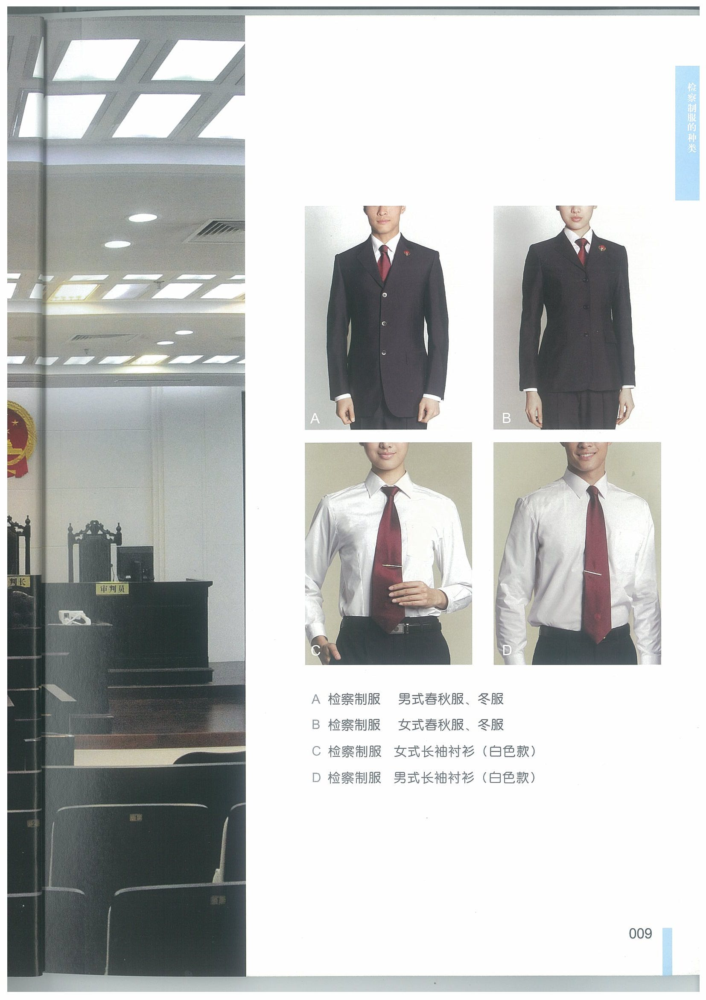 检察制服的种类
A
B
C
D
A 检察制服 男式春秋服、冬服
B 检察制服 女式春秋服、冬服
C 检察制服 女式长袖衬衫（白色款）
D 检察制服 男式长袖衬衫（白色款）
判长
审判员
009